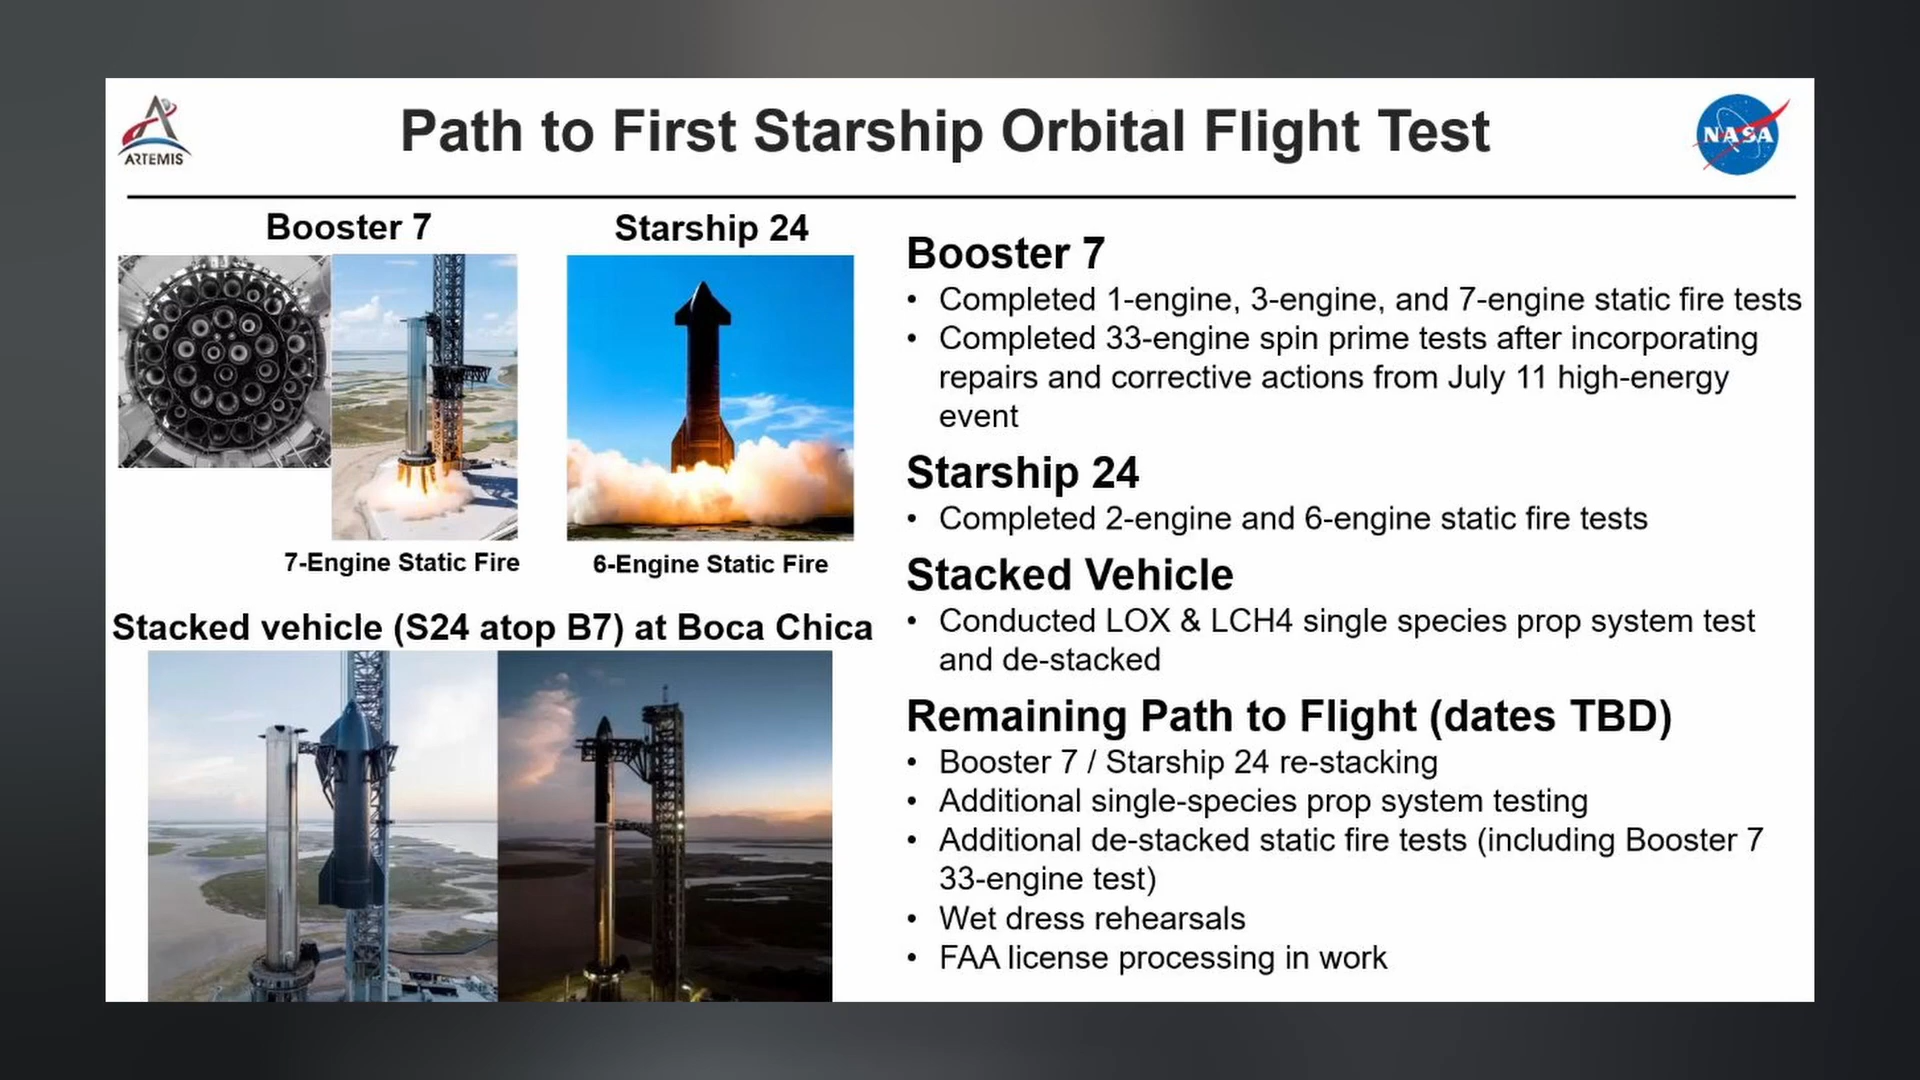 ARTEMIS
Path to First Starship Orbital Flight Test
NASA
Booster 7
Starship 24
7-Engine Static Fire
6-Engine Static Fire
Stacked vehicle (S24 atop B7) at Boca Chica
Booster 7
• Completed 1-engine, 3-engine, and 7-engine static fire tests
• Completed 33-engine spin prime tests after incorporating
repairs and corrective actions from July 11 high-energy
event
Starship 24
• Completed 2-engine and 6-engine static fire tests
Stacked Vehicle
• Conducted LOX & LCH4 single species prop system test
and de-stacked
Remaining Path to Flight (dates TBD)
• Booster 7 / Starship 24 re-stacking
• Additional single-species prop system testing
• Additional de-stacked static fire tests (including Booster 7
33-engine test)
• Wet dress rehearsals
• FAA license processing in work